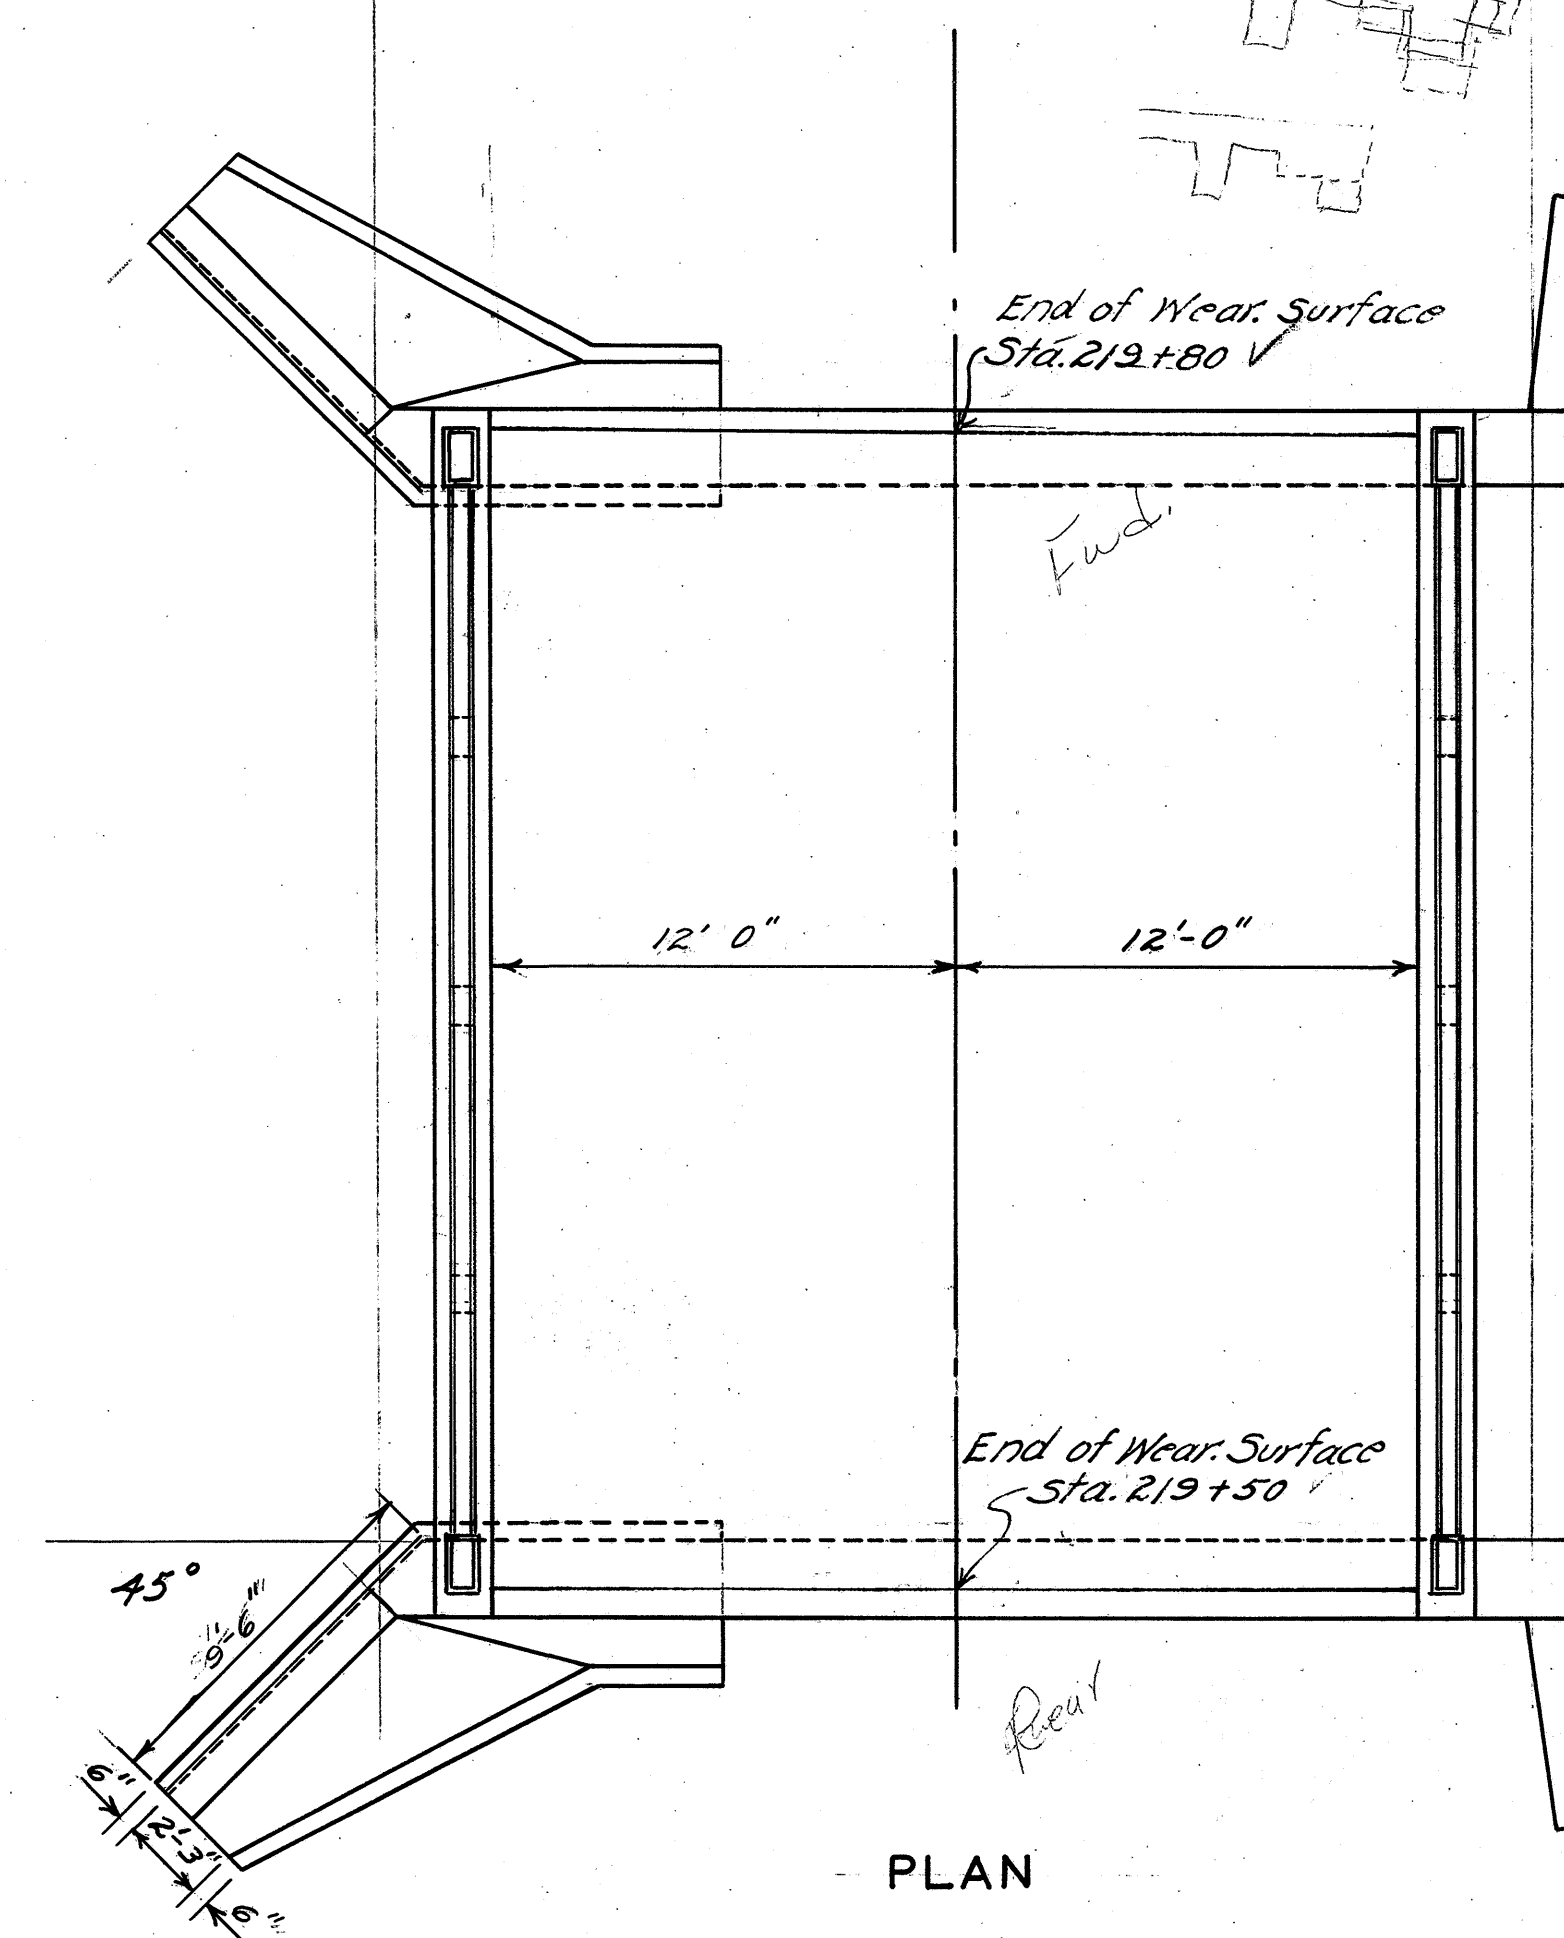 End of Wear. Surface
Sta. 219+80 ✓
Fwd.
12' 0"
12'-0"
End of Wear. Surface
Sta. 219+50 ✓
45°
9'-6"
Rear
6"
2'-3"
6"
PLAN